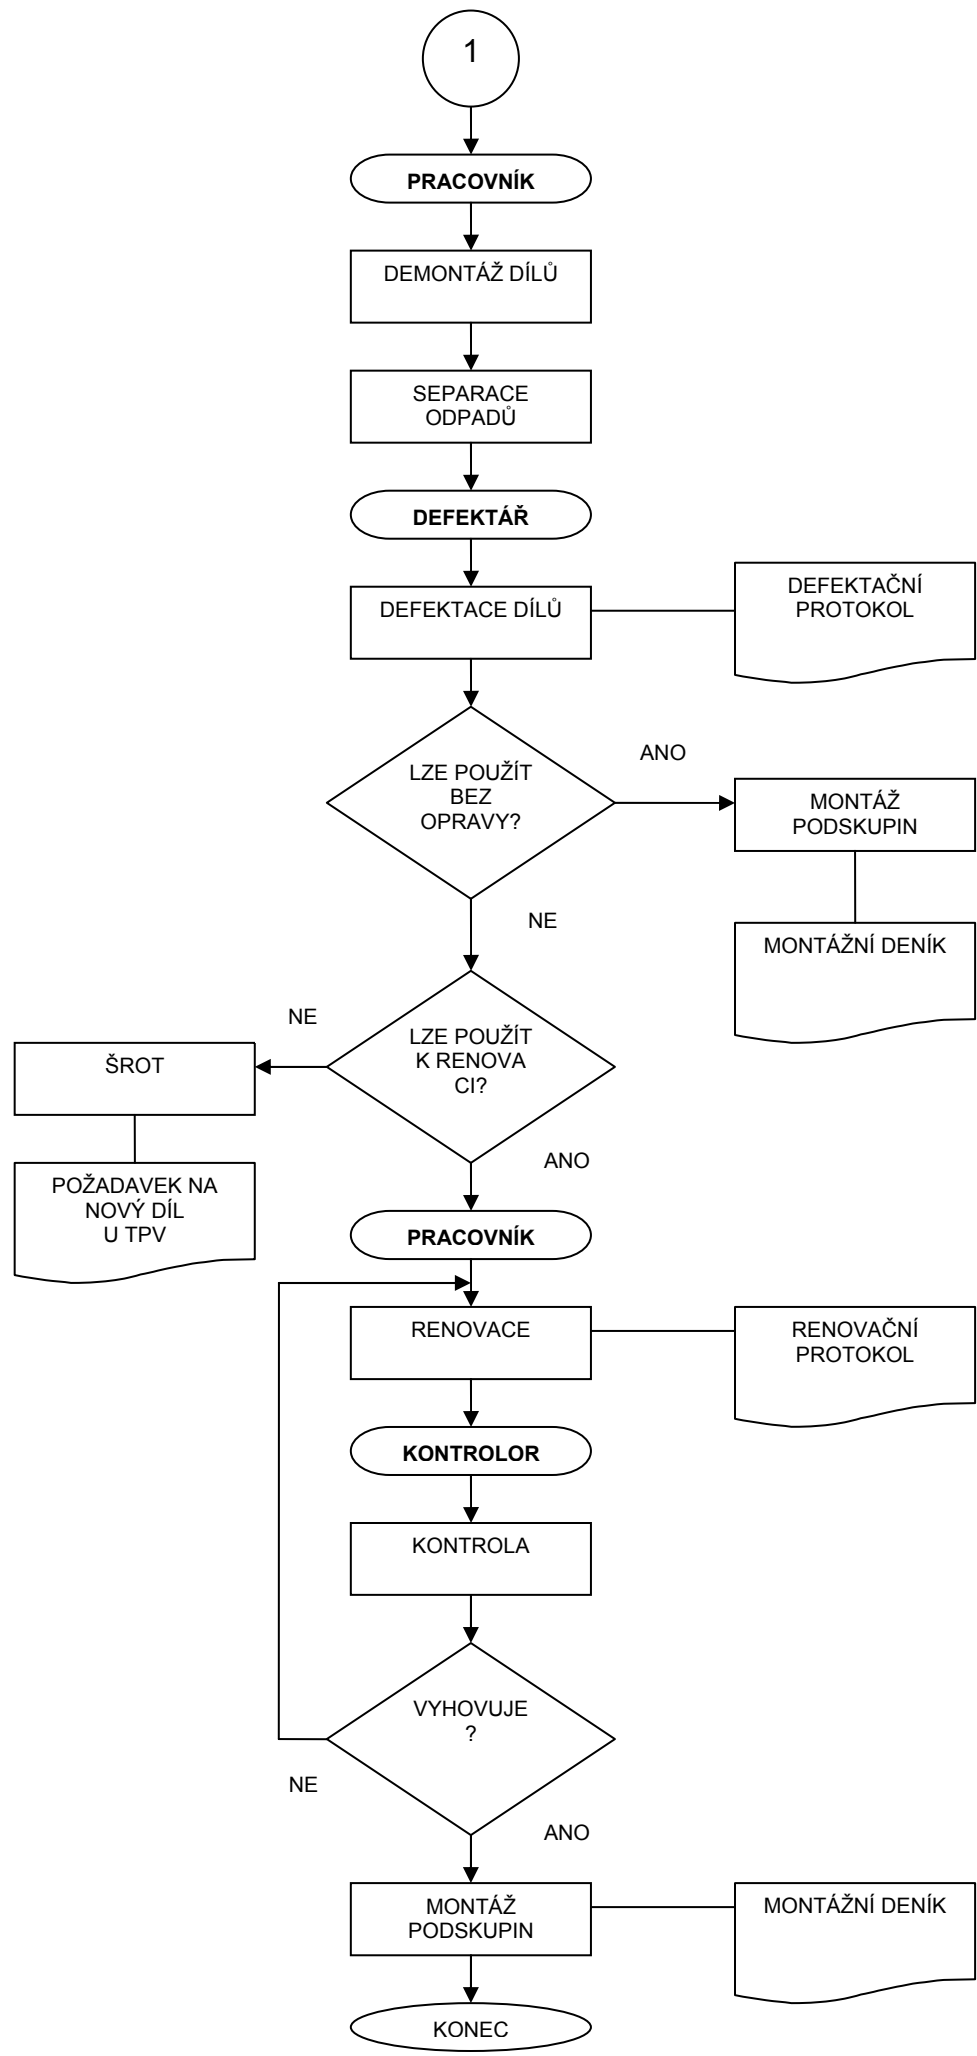 1
PRACOVNÍK
DEMONTÁŽ DÍLŮ
SEPARACE
ODPADŮ
DEFEKTÁŘ
DEFEKTACE DÍLŮ
DEFEKTAČNÍ
PROTOKOL
LZE POUŽÍT
BEZ
OPRAVY?
ANO
MONTÁŽ
PODSKUPIN
NE
MONTÁŽNÍ DENÍK
LZE POUŽÍT
K RENOVA
CI?
NE
ŠROT
POŽADAVEK NA
NOVÝ DÍL
U TPV
ANO
PRACOVNÍK
RENOVACE
RENOVAČNÍ
PROTOKOL
KONTROLOR
KONTROLA
VYHOVUJE
?
NE
ANO
MONTÁŽ
PODSKUPIN
MONTÁŽNÍ DENÍK
KONEC